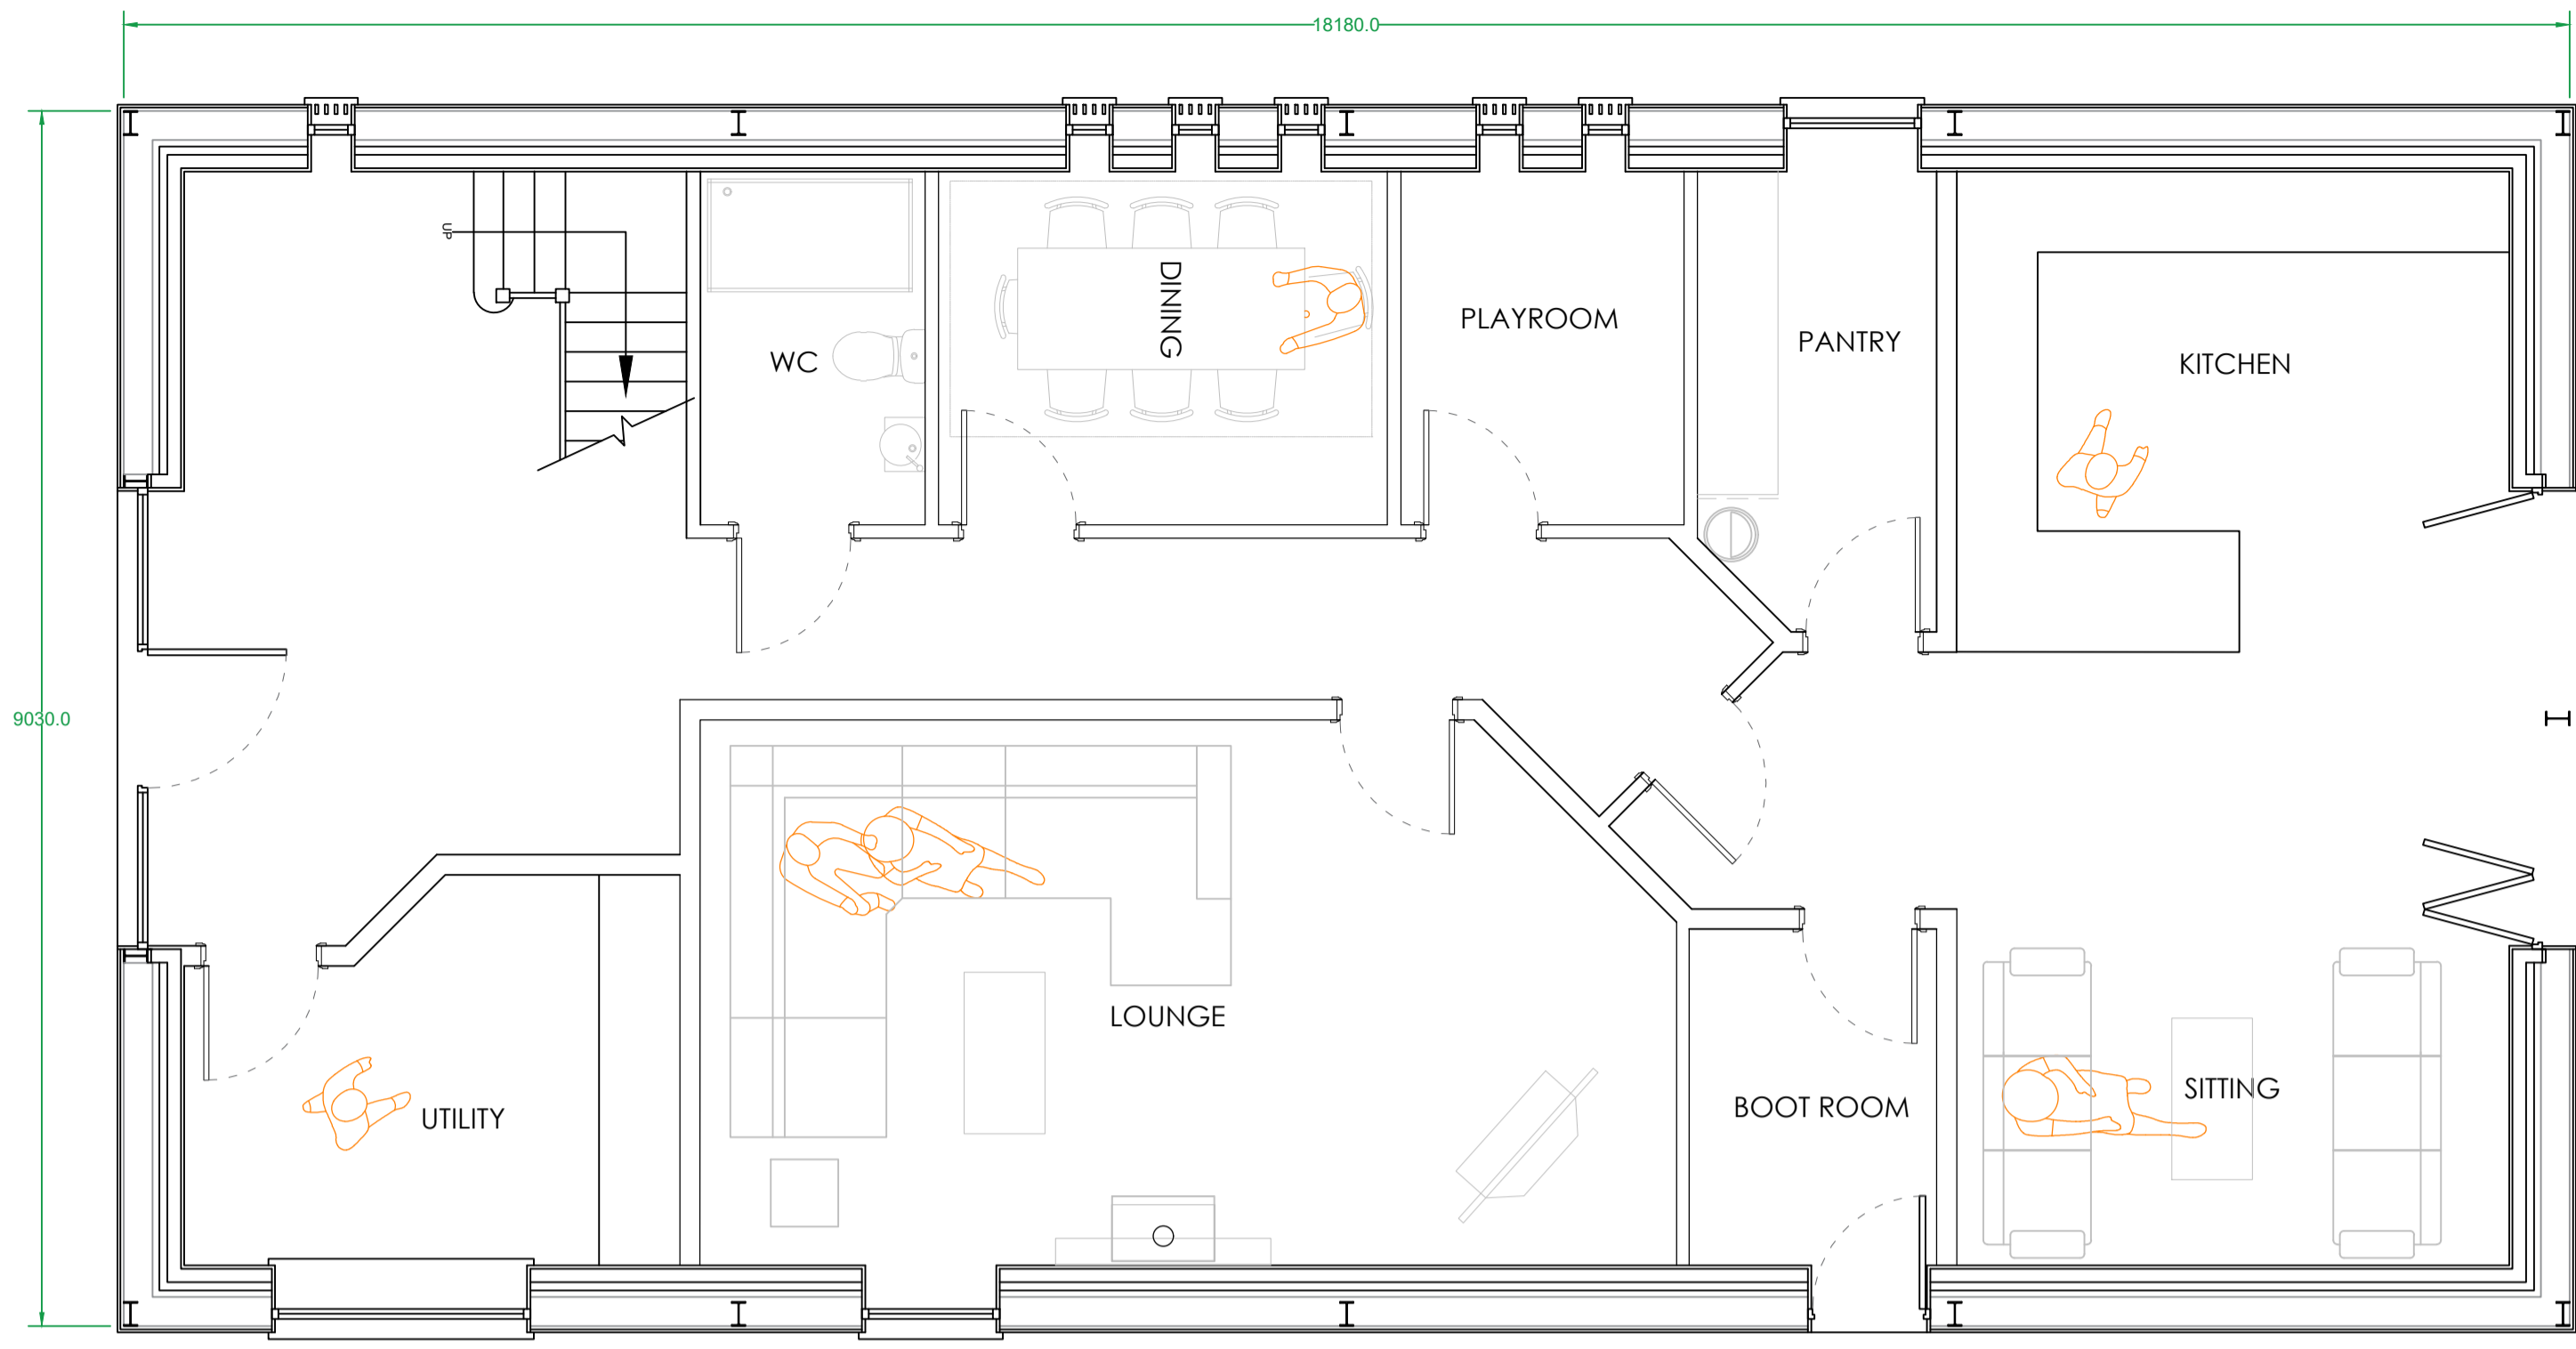 18180.0
UP
DINING
PLAYROOM
PANTRY
WC
KITCHEN
9030.0
LOUNGE
SITTING
BOOT ROOM
UTILITY